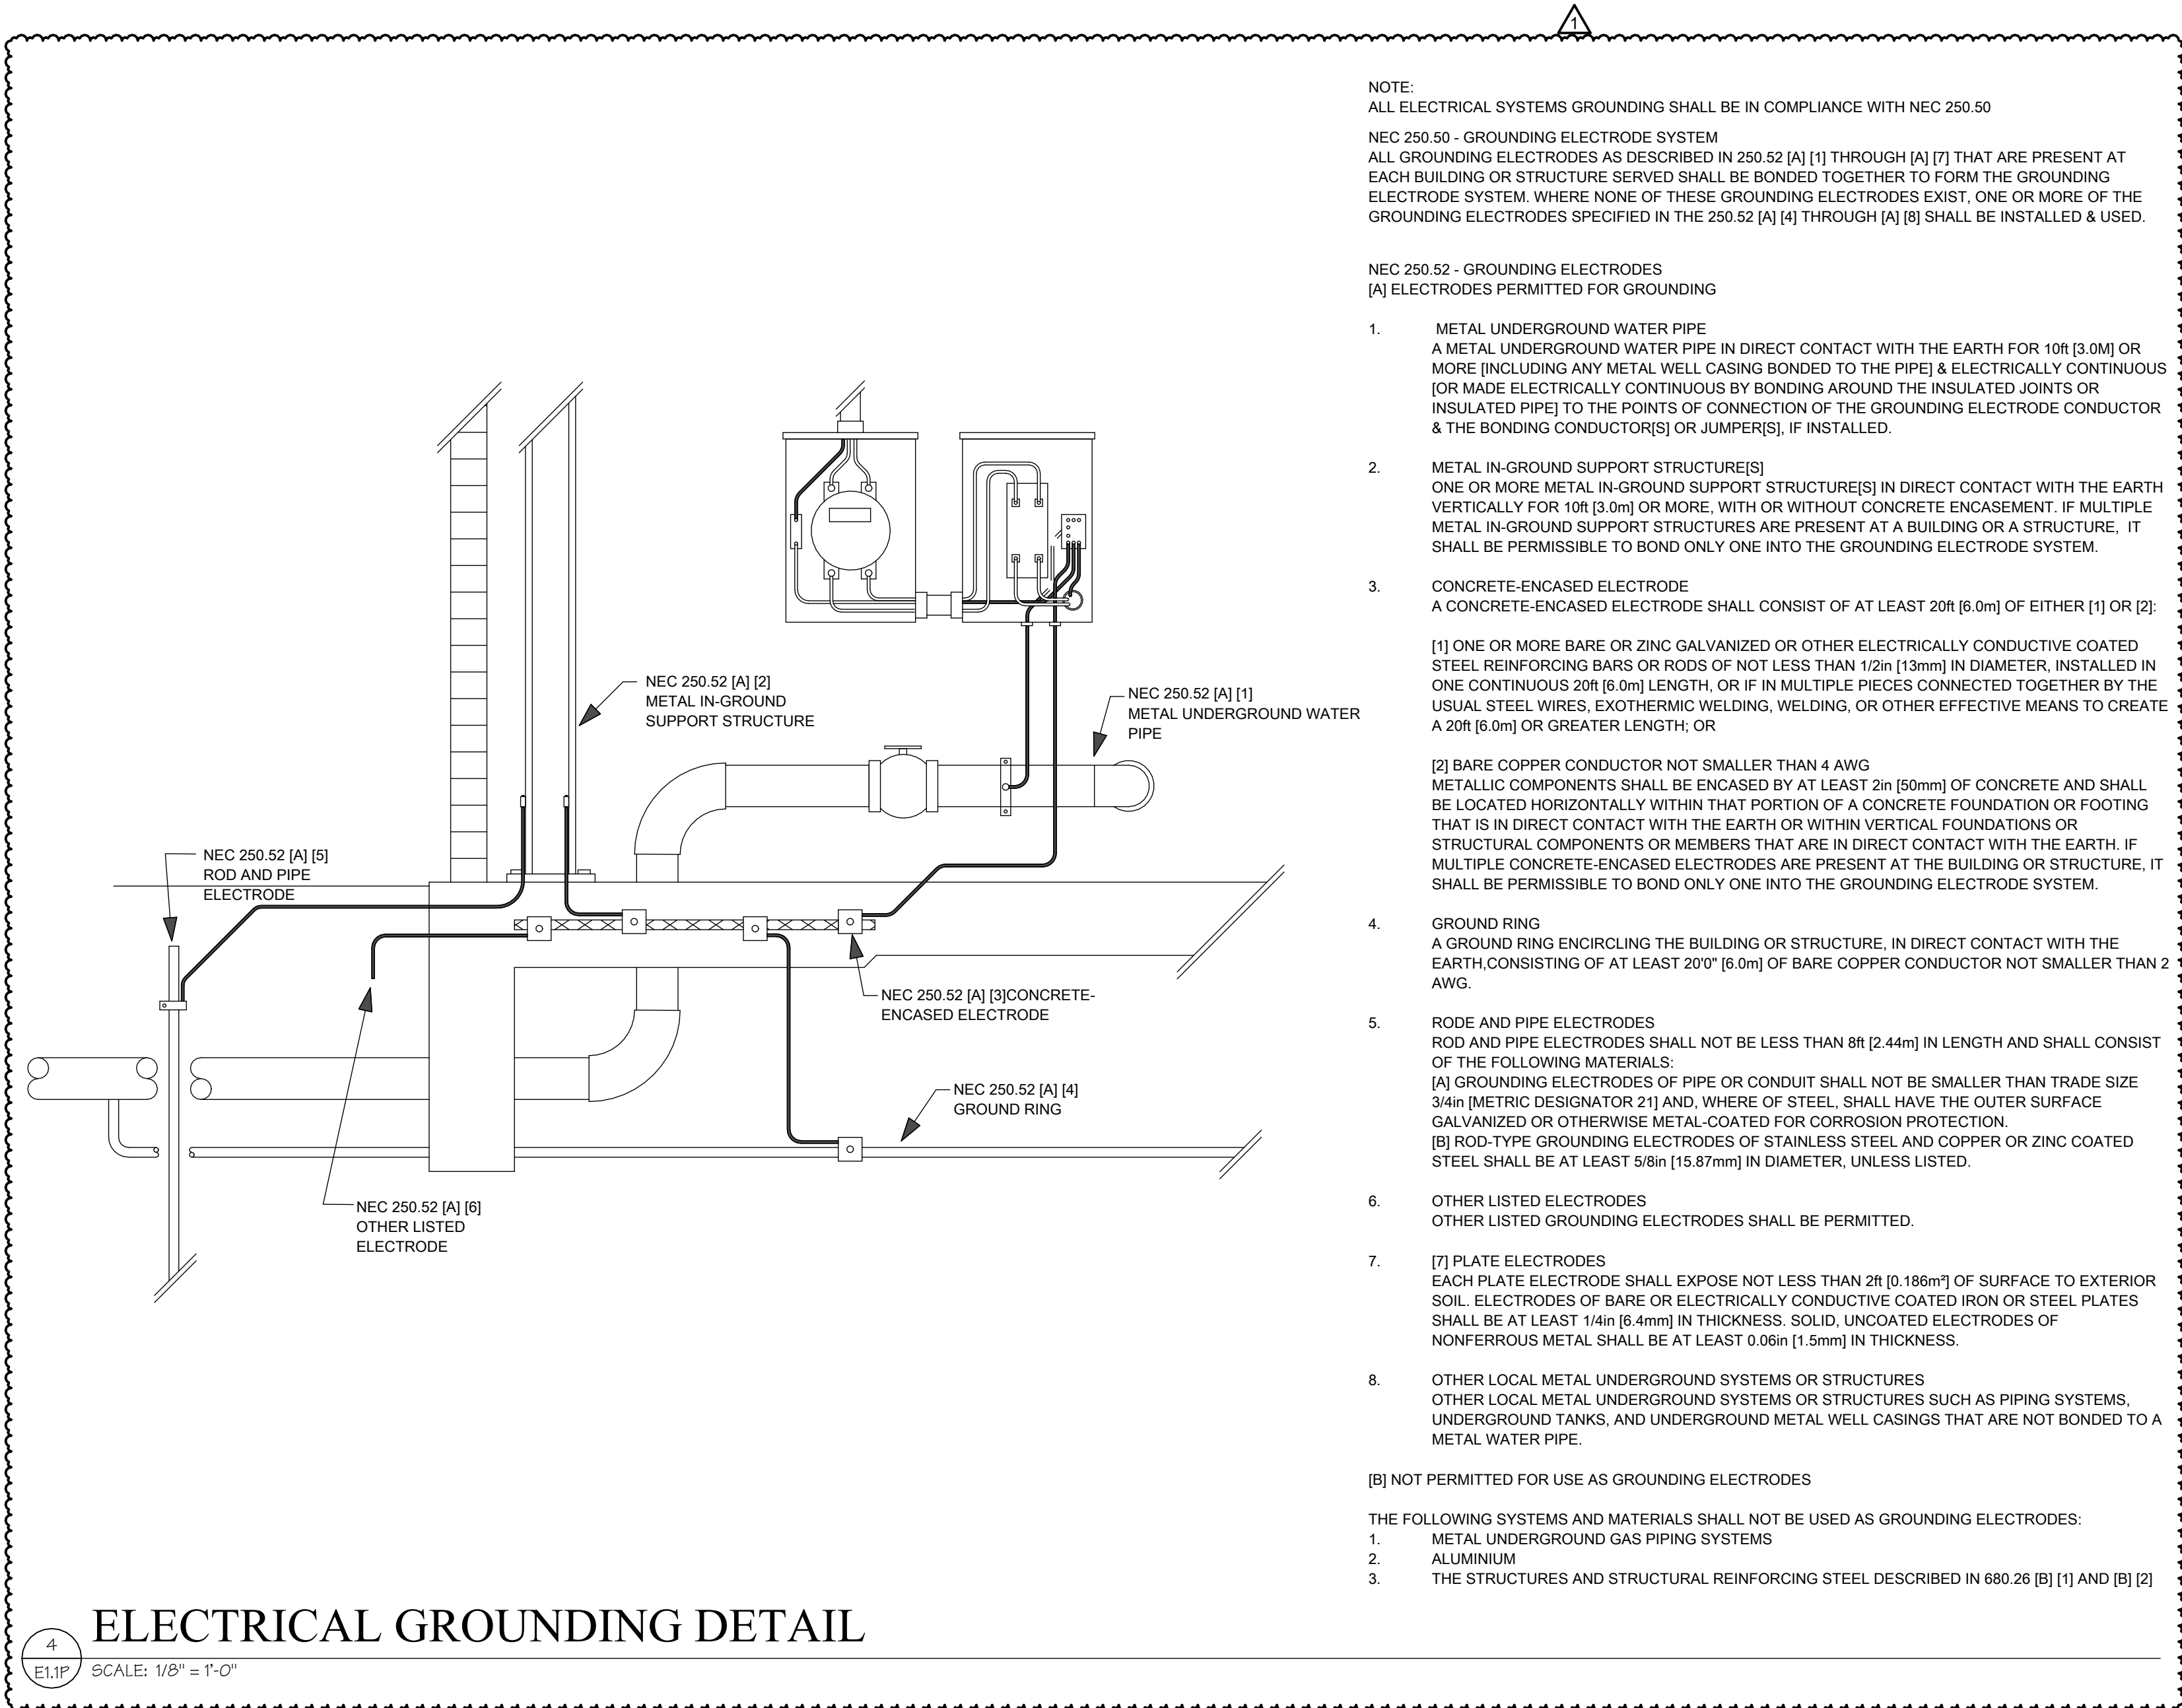 1
NOTE:
ALL ELECTRICAL SYSTEMS GROUNDING SHALL BE IN COMPLIANCE WITH NEC 250.50
NEC 250.50 - GROUNDING ELECTRODE SYSTEM
ALL GROUNDING ELECTRODES AS DESCRIBED IN 250.52 [A] [1] THROUGH [A] [7] THAT ARE PRESENT AT
EACH BUILDING OR STRUCTURE SERVED SHALL BE BONDED TOGETHER TO FORM THE GROUNDING
ELECTRODE SYSTEM. WHERE NONE OF THESE GROUNDING ELECTRODES EXIST, ONE OR MORE OF THE
GROUNDING ELECTRODES SPECIFIED IN THE 250.52 [A] [4] THROUGH [A] [8] SHALL BE INSTALLED & USED.
NEC 250.52 - GROUNDING ELECTRODES
[A] ELECTRODES PERMITTED FOR GROUNDING
1. METAL UNDERGROUND WATER PIPE
A METAL UNDERGROUND WATER PIPE IN DIRECT CONTACT WITH THE EARTH FOR 10ft [3.0M] OR
MORE [INCLUDING ANY METAL WELL CASING BONDED TO THE PIPE] & ELECTRICALLY CONTINUOUS
[OR MADE ELECTRICALLY CONTINUOUS BY BONDING AROUND THE INSULATED JOINTS OR
INSULATED PIPE] TO THE POINTS OF CONNECTION OF THE GROUNDING ELECTRODE CONDUCTOR
& THE BONDING CONDUCTOR[S] OR JUMPER[S], IF INSTALLED.
2. METAL IN-GROUND SUPPORT STRUCTURE[S]
ONE OR MORE METAL IN-GROUND SUPPORT STRUCTURE[S] IN DIRECT CONTACT WITH THE EARTH
VERTICALLY FOR 10ft [3.0m] OR MORE, WITH OR WITHOUT CONCRETE ENCASEMENT. IF MULTIPLE
METAL IN-GROUND SUPPORT STRUCTURES ARE PRESENT AT A BUILDING OR A STRUCTURE, IT
SHALL BE PERMISSIBLE TO BOND ONLY ONE INTO THE GROUNDING ELECTRODE SYSTEM.
3. CONCRETE-ENCASED ELECTRODE
A CONCRETE-ENCASED ELECTRODE SHALL CONSIST OF AT LEAST 20ft [6.0m] OF EITHER [1] OR [2]:
[1] ONE OR MORE BARE OR ZINC GALVANIZED OR OTHER ELECTRICALLY CONDUCTIVE COATED
STEEL REINFORCING BARS OR RODS OF NOT LESS THAN 1/2in [13mm] IN DIAMETER, INSTALLED IN
ONE CONTINUOUS 20ft [6.0m] LENGTH, OR IF IN MULTIPLE PIECES CONNECTED TOGETHER BY THE
USUAL STEEL WIRES, EXOTHERMIC WELDING, WELDING, OR OTHER EFFECTIVE MEANS TO CREATE
A 20ft [6.0m] OR GREATER LENGTH; OR
[2] BARE COPPER CONDUCTOR NOT SMALLER THAN 4 AWG
METALLIC COMPONENTS SHALL BE ENCASED BY AT LEAST 2in [50mm] OF CONCRETE AND SHALL
BE LOCATED HORIZONTALLY WITHIN THAT PORTION OF A CONCRETE FOUNDATION OR FOOTING
THAT IS IN DIRECT CONTACT WITH THE EARTH OR WITHIN VERTICAL FOUNDATIONS OR
STRUCTURAL COMPONENTS OR MEMBERS THAT ARE IN DIRECT CONTACT WITH THE EARTH. IF
MULTIPLE CONCRETE-ENCASED ELECTRODES ARE PRESENT AT THE BUILDING OR STRUCTURE, IT
SHALL BE PERMISSIBLE TO BOND ONLY ONE INTO THE GROUNDING ELECTRODE SYSTEM.
4. GROUND RING
A GROUND RING ENCIRCLING THE BUILDING OR STRUCTURE, IN DIRECT CONTACT WITH THE
EARTH,CONSISTING OF AT LEAST 20'0" [6.0m] OF BARE COPPER CONDUCTOR NOT SMALLER THAN 2
AWG.
5. RODE AND PIPE ELECTRODES
ROD AND PIPE ELECTRODES SHALL NOT BE LESS THAN 8ft [2.44m] IN LENGTH AND SHALL CONSIST
OF THE FOLLOWING MATERIALS:
[A] GROUNDING ELECTRODES OF PIPE OR CONDUIT SHALL NOT BE SMALLER THAN TRADE SIZE
3/4in [METRIC DESIGNATOR 21] AND, WHERE OF STEEL, SHALL HAVE THE OUTER SURFACE
GALVANIZED OR OTHERWISE METAL-COATED FOR CORROSION PROTECTION.
[B] ROD-TYPE GROUNDING ELECTRODES OF STAINLESS STEEL AND COPPER OR ZINC COATED
STEEL SHALL BE AT LEAST 5/8in [15.87mm] IN DIAMETER, UNLESS LISTED.
6. OTHER LISTED ELECTRODES
OTHER LISTED GROUNDING ELECTRODES SHALL BE PERMITTED.
7. [7] PLATE ELECTRODES
EACH PLATE ELECTRODE SHALL EXPOSE NOT LESS THAN 2ft [0.186m²] OF SURFACE TO EXTERIOR
SOIL. ELECTRODES OF BARE OR ELECTRICALLY CONDUCTIVE COATED IRON OR STEEL PLATES
SHALL BE AT LEAST 1/4in [6.4mm] IN THICKNESS. SOLID, UNCOATED ELECTRODES OF
NONFERROUS METAL SHALL BE AT LEAST 0.06in [1.5mm] IN THICKNESS.
8. OTHER LOCAL METAL UNDERGROUND SYSTEMS OR STRUCTURES
OTHER LOCAL METAL UNDERGROUND SYSTEMS OR STRUCTURES SUCH AS PIPING SYSTEMS,
UNDERGROUND TANKS, AND UNDERGROUND METAL WELL CASINGS THAT ARE NOT BONDED TO A
METAL WATER PIPE.
[B] NOT PERMITTED FOR USE AS GROUNDING ELECTRODES
THE FOLLOWING SYSTEMS AND MATERIALS SHALL NOT BE USED AS GROUNDING ELECTRODES:
1. METAL UNDERGROUND GAS PIPING SYSTEMS
2. ALUMINIUM
3. THE STRUCTURES AND STRUCTURAL REINFORCING STEEL DESCRIBED IN 680.26 [B] [1] AND [B] [2]
NEC 250.52 [A] [2]
METAL IN-GROUND
SUPPORT STRUCTURE
NEC 250.52 [A] [1]
METAL UNDERGROUND WATER
PIPE
NEC 250.52 [A] [5]
ROD AND PIPE
ELECTRODE
NEC 250.52 [A] [3]CONCRETE-
ENCASED ELECTRODE
NEC 250.52 [A] [4]
GROUND RING
NEC 250.52 [A] [6]
OTHER LISTED
ELECTRODE
ELECTRICAL GROUNDING DETAIL
4
E1.1P
SCALE: 1/8" = 1'-0"